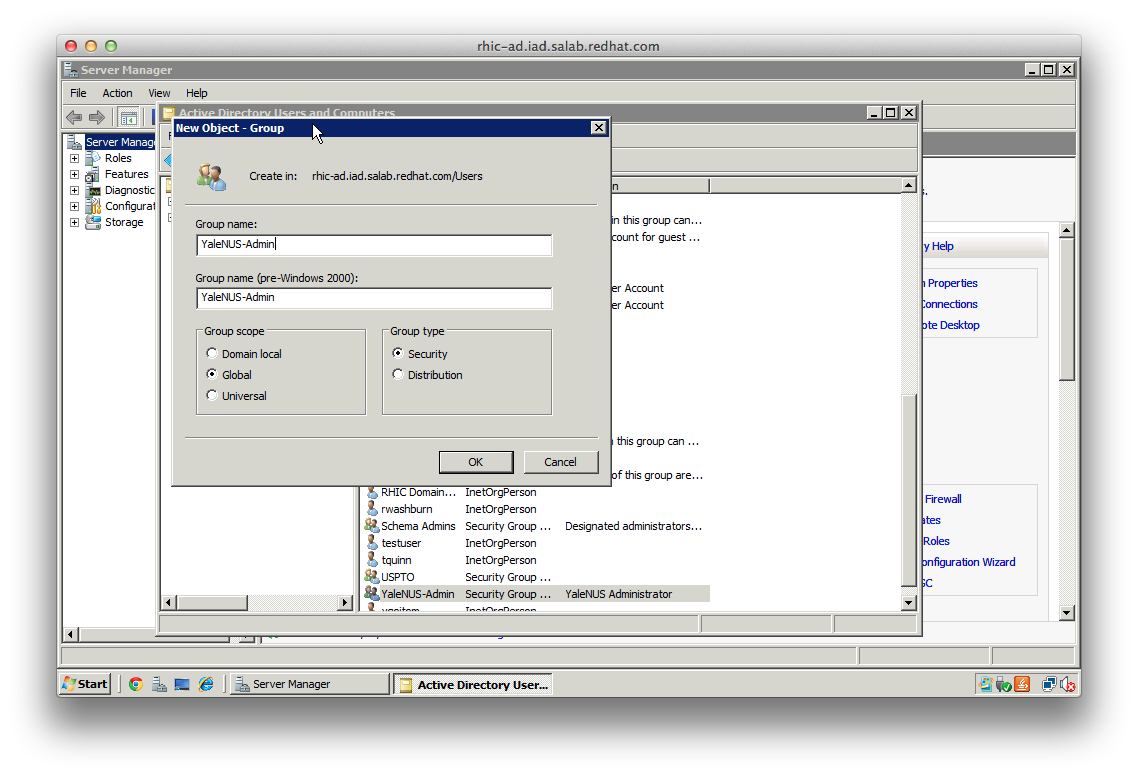 rhic-ad.iad.salab.redhat.com
Server Manager
File Action View Help
Active Directory Users and Computers
New Object - Group
Server Manag
Roles
Features
Diagnostic
Configurat
Storage
Create in: rhic-ad.iad.salab.redhat.com/Users
Group name:
YaleNUS-Admin
Group name (pre-Windows 2000):
YaleNUS-Admin
Group scope
Domain local
Global
Universal
Group type
Security
Distribution
OK Cancel
in this group can...
count for guest ...
er Account
er Account
this group can ...
of this group are...
RHIC Domain... InetOrgPerson
rwashburn InetOrgPerson
Schema Admins Security Group ... Designated administrators...
testuser InetOrgPerson
tquinn InetOrgPerson
USPTO Security Group ...
YaleNUS-Admin Security Group ... YaleNUS Administrator
y Help
Properties
Connections
ote Desktop
Firewall
ates
Roles
onfiguration Wizard
SC
Start Server Manager Active Directory User...